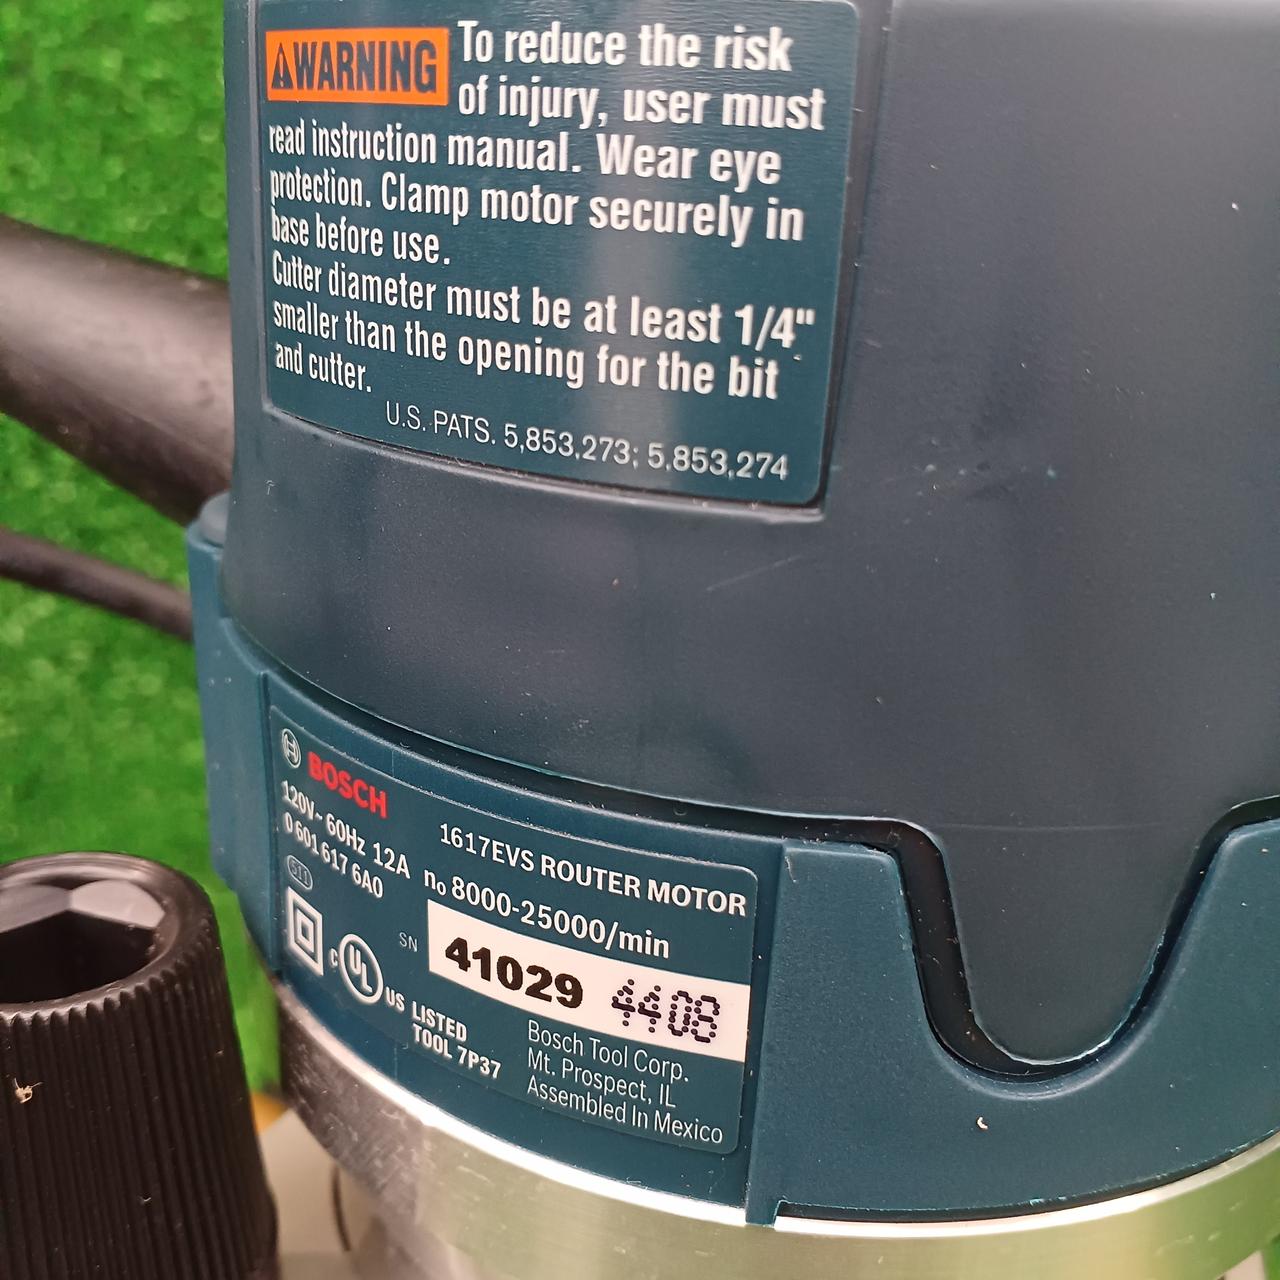 WARNING To reduce the risk
of injury, user must
read instruction manual. Wear eye
protection. Clamp motor securely in
base before use.
Cutter diameter must be at least 1/4"
smaller than the opening for the bit
and cutter.
U.S. PATS. 5,853,273; 5,853,274
BOSCH
120V~ 60Hz 12A
0 601 617 6A0
511
1617EVS ROUTER MOTOR
no 8000-25000/min
SN 41029 4408
C UL US LISTED
TOOL 7P37
Bosch Tool Corp.
Mt. Prospect, IL
Assembled In Mexico